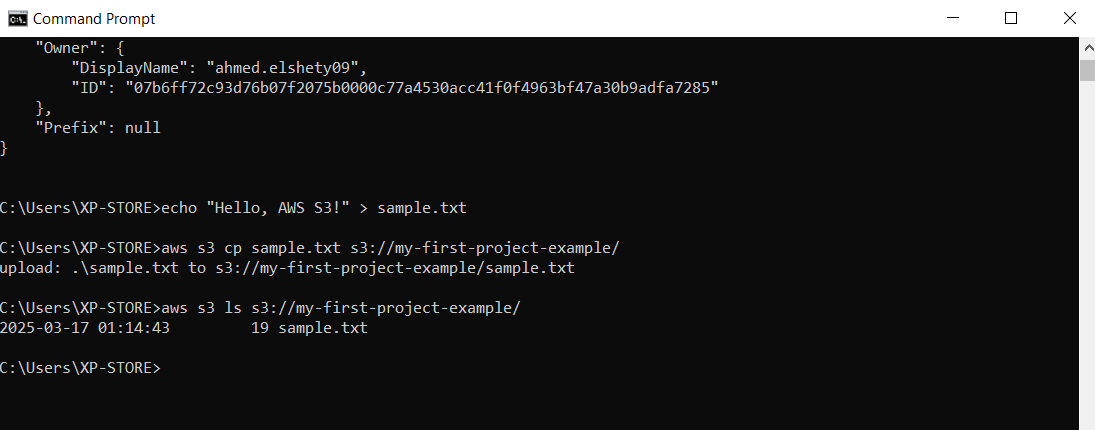 Command Prompt
"Owner": {
"DisplayName": "ahmed.elshety09",
"ID": "07b6ff72c93d76b07f2075b0000c77a4530acc41f0f4963bf47a30b9adfa7285"
},
"Prefix": null
}
C:\Users\XP-STORE>echo "Hello, AWS S3!" > sample.txt
C:\Users\XP-STORE>aws s3 cp sample.txt s3://my-first-project-example/
upload: .\sample.txt to s3://my-first-project-example/sample.txt
C:\Users\XP-STORE>aws s3 ls s3://my-first-project-example/
2025-03-17 01:14:43         19 sample.txt
C:\Users\XP-STORE>